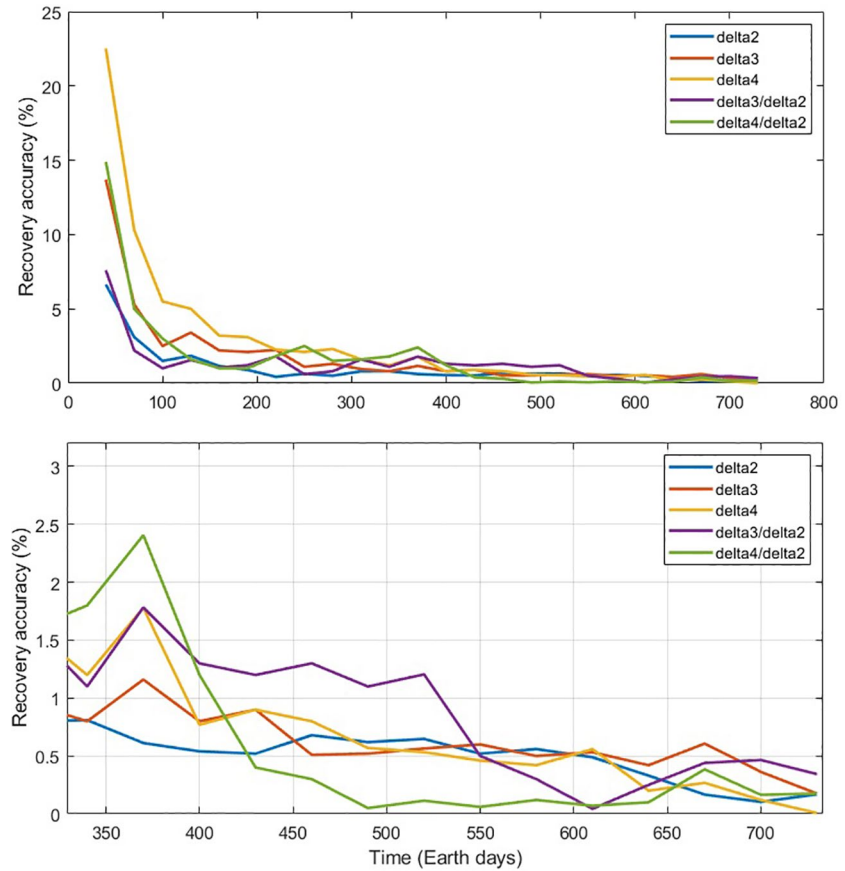 25
20
15
10
5
0
Recovery accuracy (%)
delta2
delta3
delta4
delta3/delta2
delta4/delta2
0 100 200 300 400 500 600 700 800
3
2.5
2
1.5
1
0.5
0
Recovery accuracy (%)
delta2
delta3
delta4
delta3/delta2
delta4/delta2
350 400 450 500 550 600 650 700
Time (Earth days)